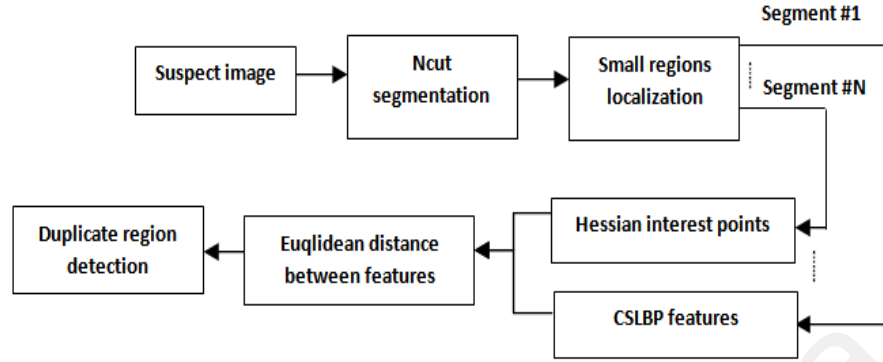 Segment #1
Suspect image
Ncut
segmentation
Small regions
localization
Segment #N
Hessian interest points
Duplicate region
detection
Euqlidean distance
between features
CSLBP features